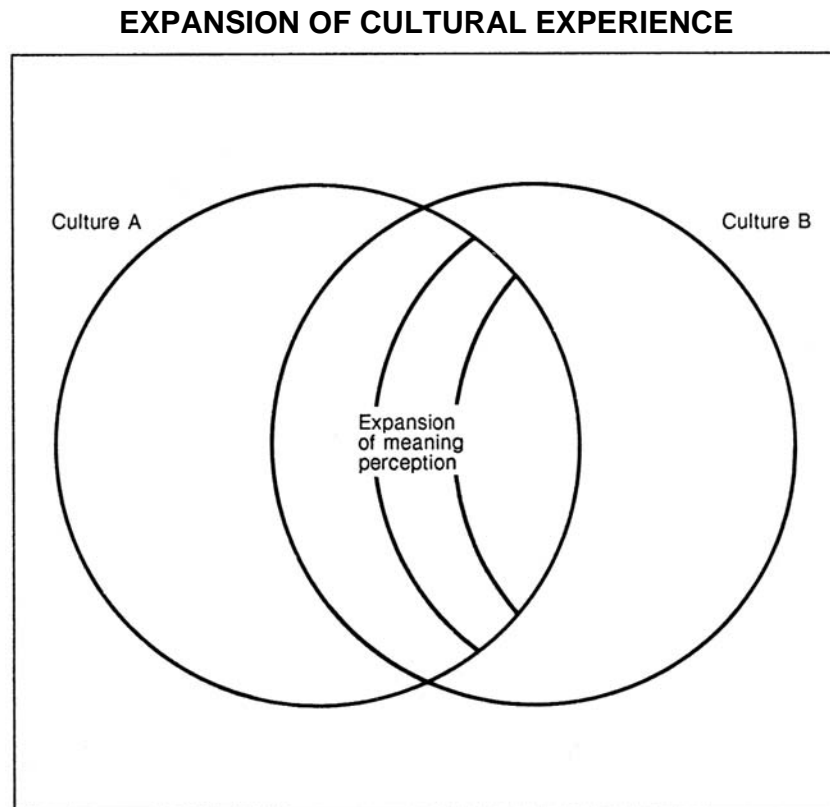 EXPANSION OF CULTURAL EXPERIENCE
Culture A
Culture B
Expansion
of meaning
perception